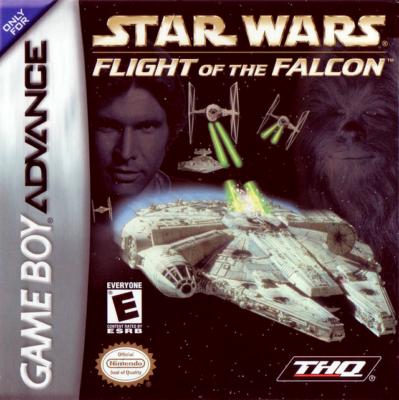 ONLY
FOR
GAME BOY ADVANCE
STAR WARS
FLIGHT OF THE FALCON™
EVERYONE
E
CONTENT RATED BY
ESRB
Official
Nintendo
Seal of Quality
THQ